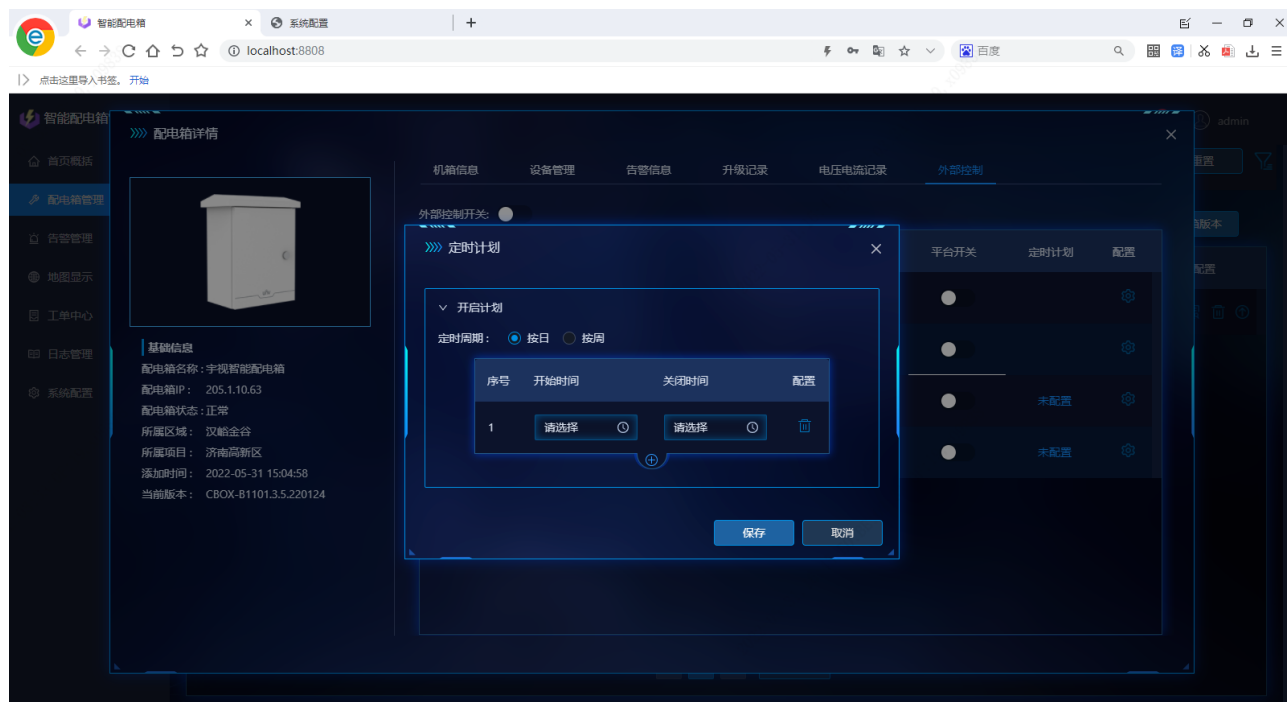 智能配电箱
系统配置
localhost:8808
百度
点击这里导入书签。 开始
智能配电箱
admin
首页概括
配电箱管理
告警管理
地图显示
工单中心
日志管理
系统配置
配电箱详情
机箱信息 设备管理 告警信息 升级记录 电压电流记录 外部控制
外部控制开关:
平台开关 定时计划 配置
未配置
未配置
定时计划
开启计划
定时周期: 按日 按周
序号 开始时间 关闭时间 配置
1 请选择 请选择
保存 取消
基础信息
配电箱名称:宇视智能配电箱
配电箱IP: 205.1.10.63
配电箱状态:正常
所属区域: 汉峪全谷
所属项目: 济南高新区
添加时间: 2022-05-31 15:04:58
当前版本: CBOX-B1101.3.5.220124
版本
配置